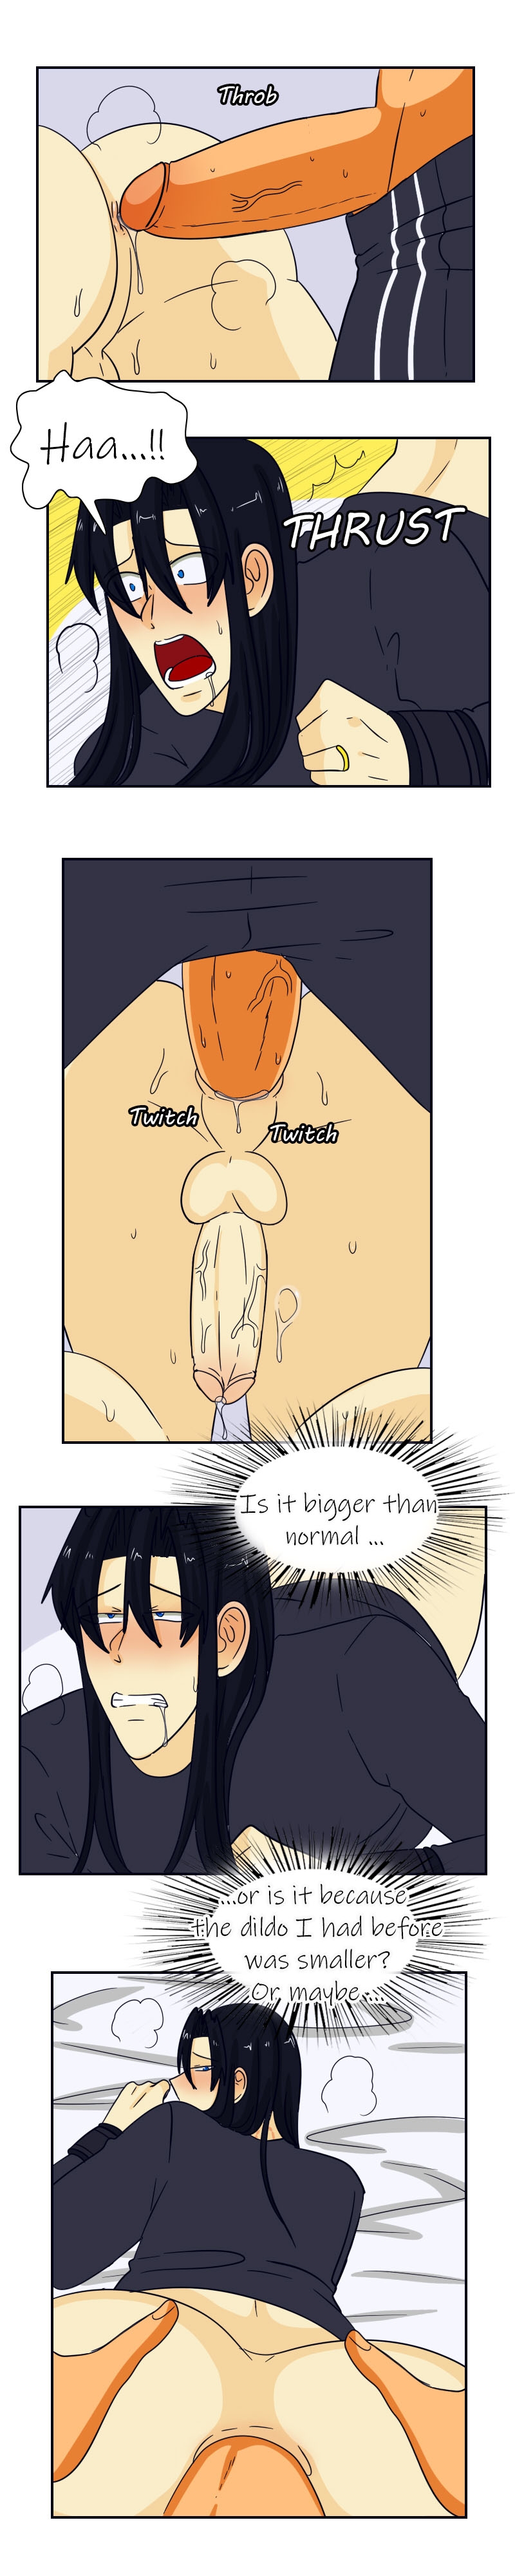 Throb
Haa...!!
THRUST
Twitch
Twitch
Is it bigger than
normal ...
...or is it because
the dildo I had before
was smaller?
Or maybe ...